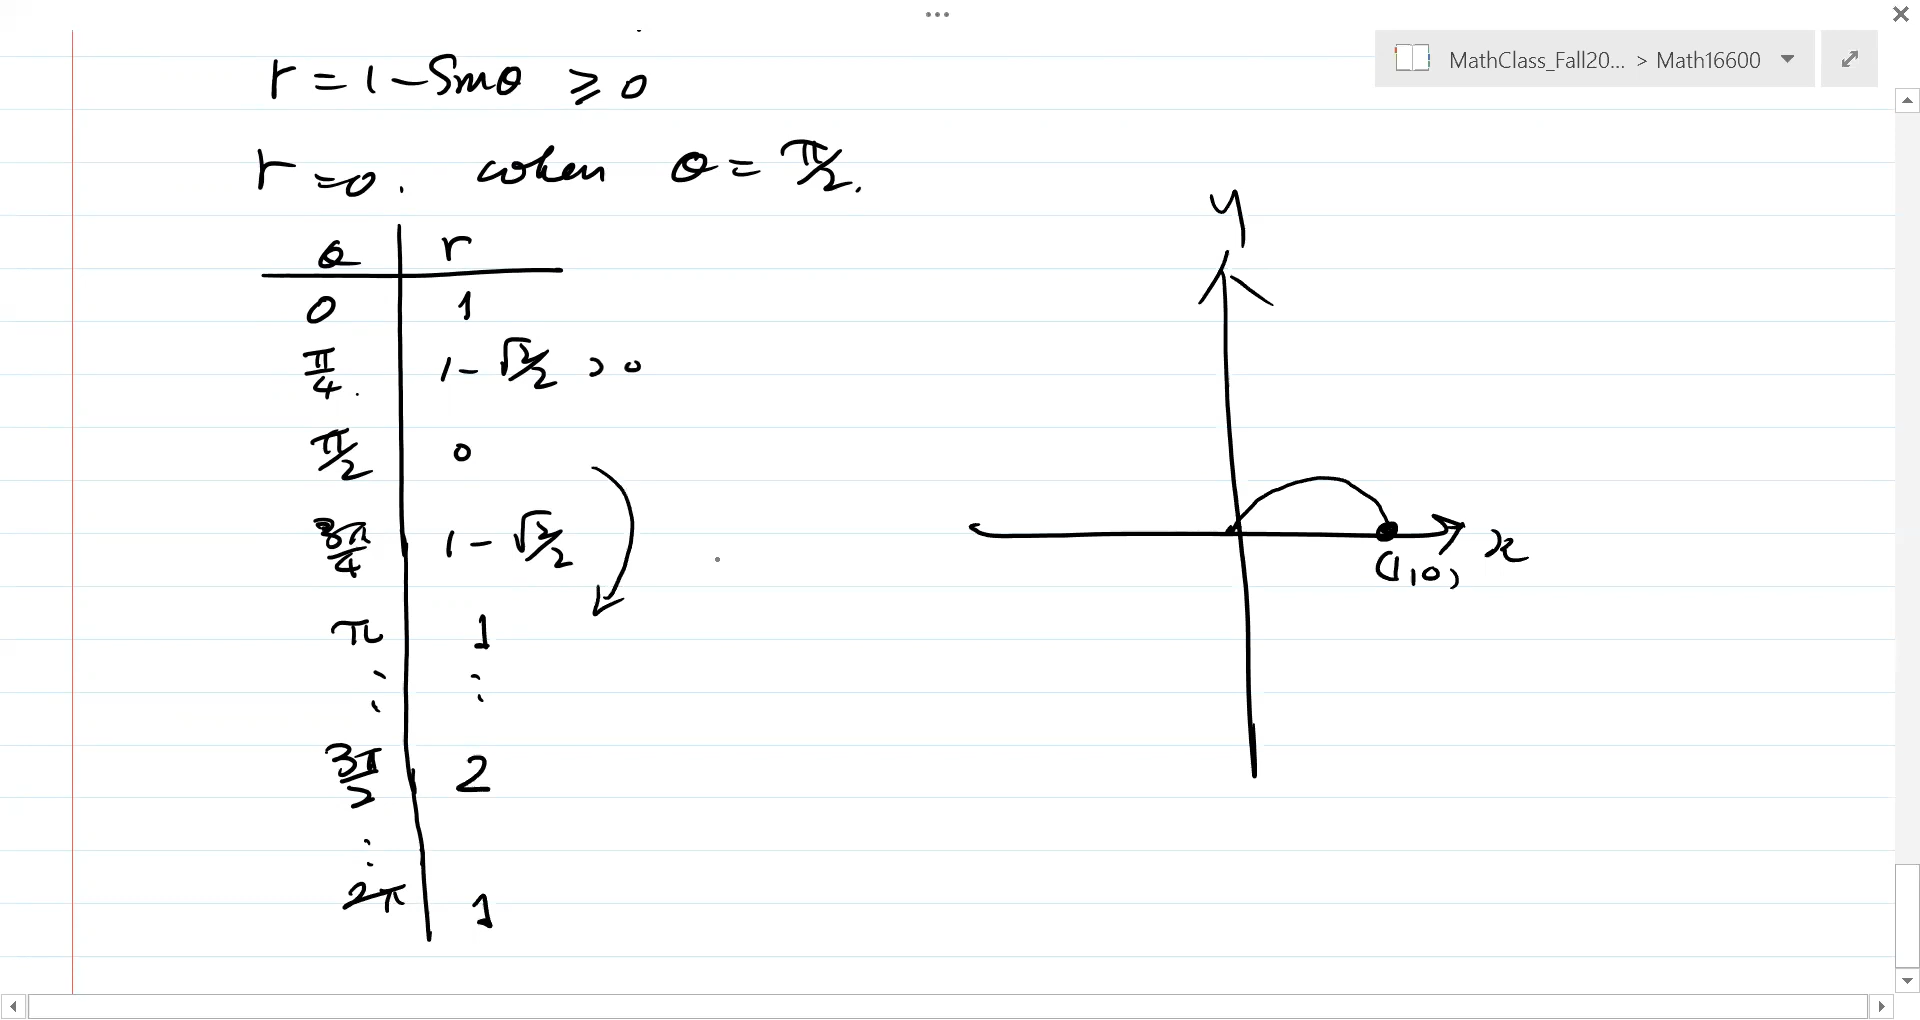 MathClass_Fall20... > Math16600
r = 1 - Sinθ ≥ 0
r = 0. when θ = π/2.
θ r
0 1
π/4. 1 - √2/2 > 0
π/2 0
3π/4 1 - √2/2
π 1
⋮ ⋮
3π/2 2
⋮
2π 1
y
x
(1,0)